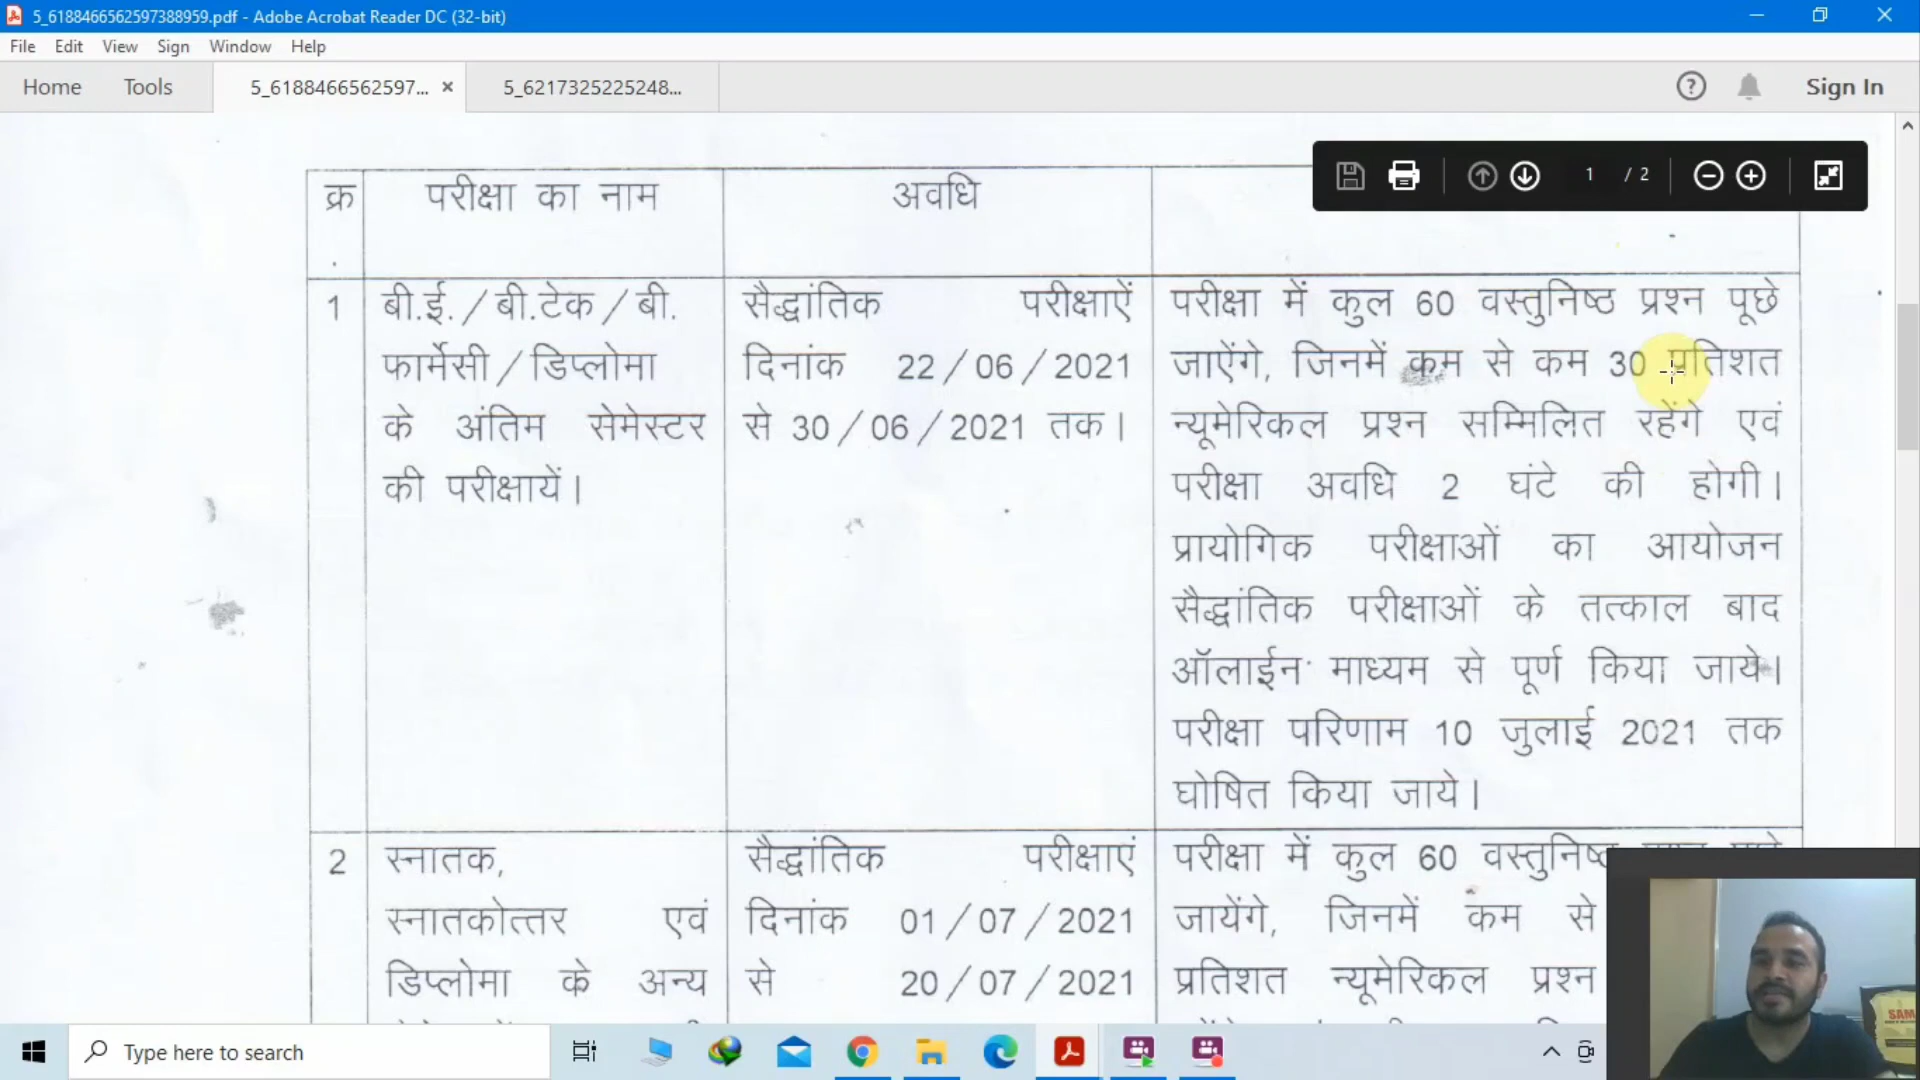 5_6188466562597388959.pdf - Adobe Acrobat Reader DC (32-bit)
File Edit View Sign Window Help
Home Tools 5_6188466562597... 5_6217325225248... Sign In
1 / 2
क्र परीक्षा का नाम अवधि
1 बी.ई./बी.टेक/बी. सैद्धांतिक परीक्षाऐं परीक्षा में कुल 60 वस्तुनिष्ठ प्रश्न पूछे
फार्मेसी/डिप्लोमा दिनांक 22/06/2021 जाऐंगे, जिनमें कम से कम 30 प्रतिशत
के अंतिम सेमेस्टर से 30/06/2021 तक। न्यूमेरिकल प्रश्न सम्मिलित रहेंगे एवं
की परीक्षायें। परीक्षा अवधि 2 घंटे की होगी।
प्रायोगिक परीक्षाओं का आयोजन
सैद्धांतिक परीक्षाओं के तत्काल बाद
ऑलाईन माध्यम से पूर्ण किया जाये।
परीक्षा परिणाम 10 जुलाई 2021 तक
घोषित किया जाये।
2 स्नातक, सैद्धांतिक परीक्षाएं परीक्षा में कुल 60
स्नातकोत्तर एवं दिनांक 01/07/2021 जायेंगे, जिनमें कम से
डिप्लोमा के अन्य से 20/07/2021 प्रतिशत न्यूमेरिकल प्रश्न
SAM
Type here to search